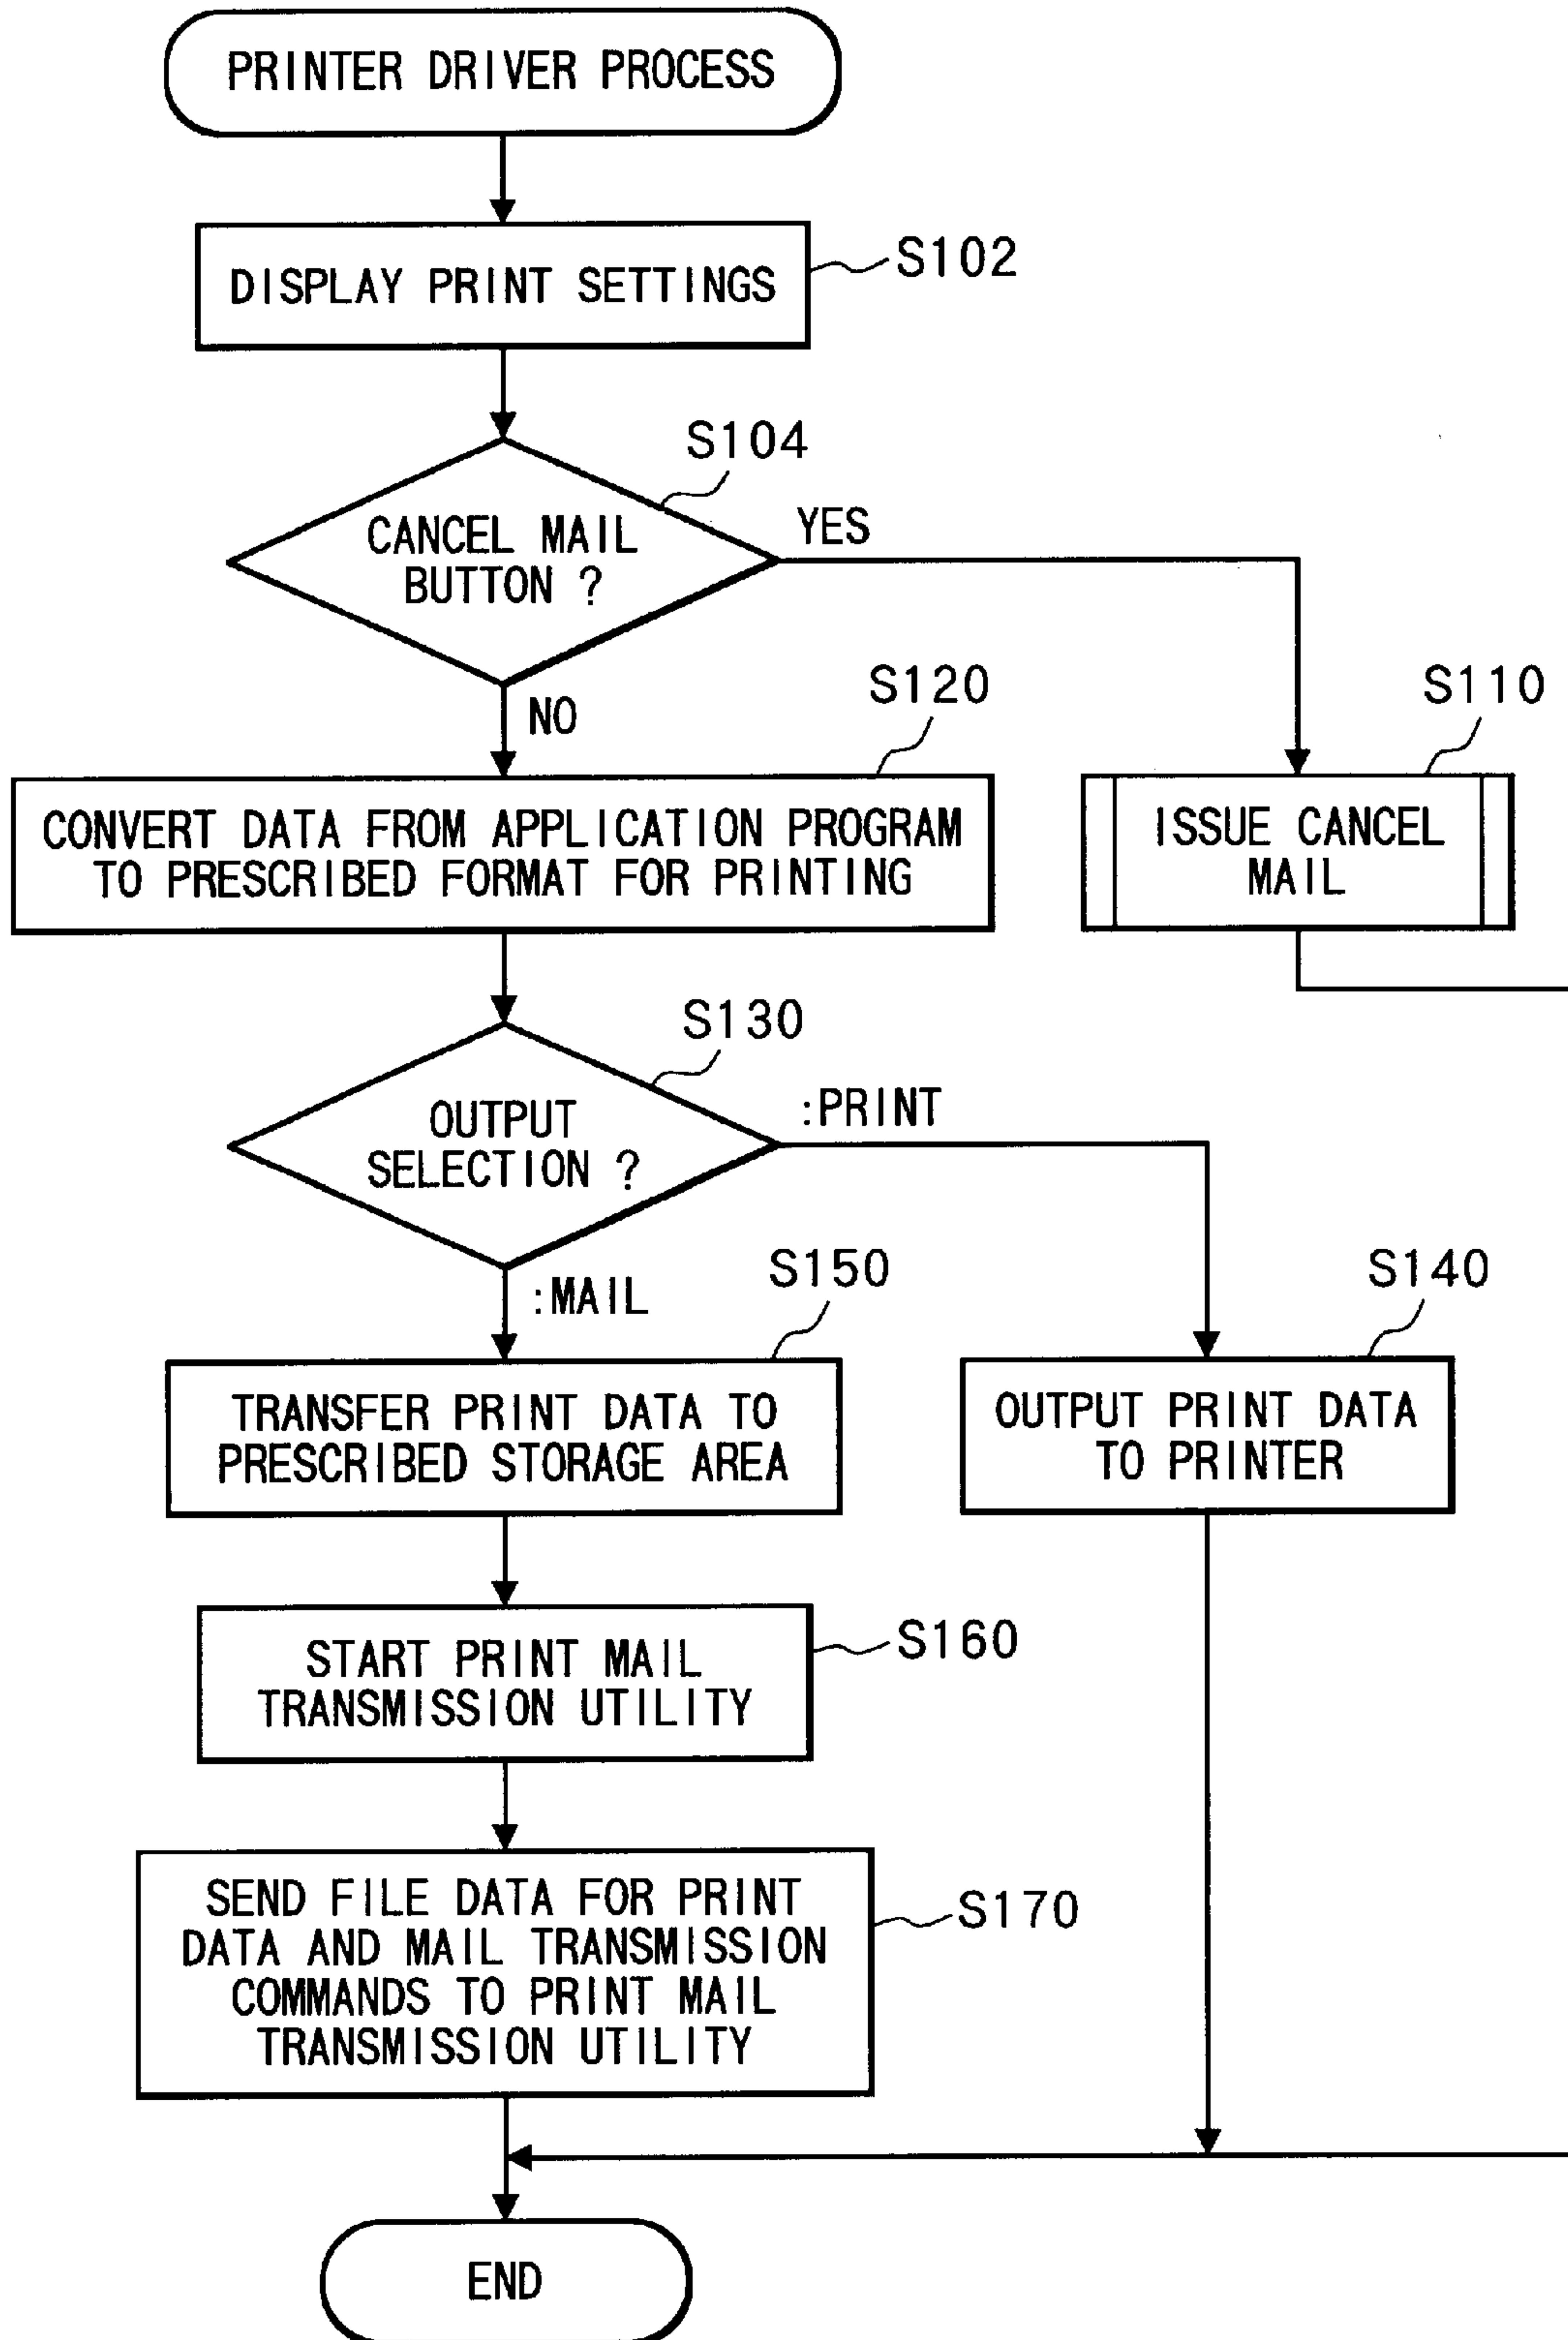 PRINTER DRIVER PROCESS
DISPLAY PRINT SETTINGS
S102
S104
CANCEL MAIL
BUTTON ?
YES
NO
S120
S110
CONVERT DATA FROM APPLICATION PROGRAM
TO PRESCRIBED FORMAT FOR PRINTING
ISSUE CANCEL
MAIL
S130
OUTPUT
SELECTION ?
:PRINT
:MAIL
S150
S140
TRANSFER PRINT DATA TO
PRESCRIBED STORAGE AREA
OUTPUT PRINT DATA
TO PRINTER
START PRINT MAIL
TRANSMISSION UTILITY
S160
SEND FILE DATA FOR PRINT
DATA AND MAIL TRANSMISSION
COMMANDS TO PRINT MAIL
TRANSMISSION UTILITY
S170
END